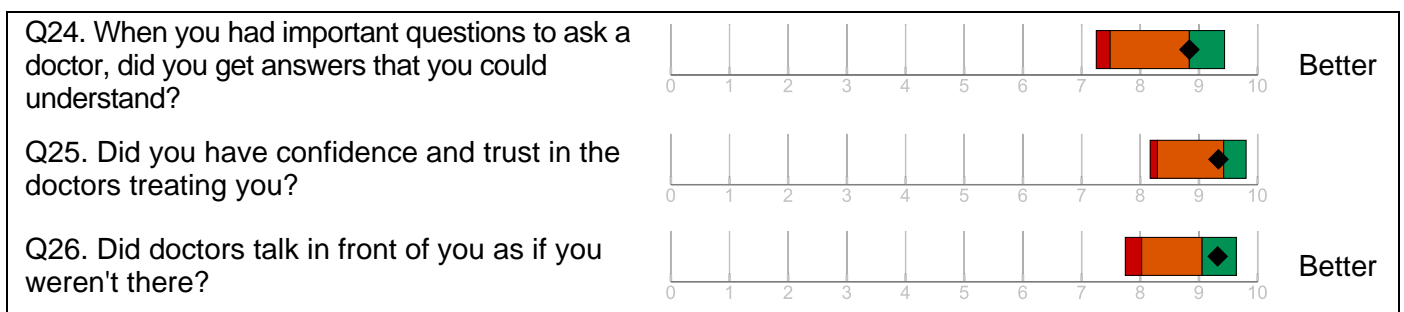 Q24. When you had important questions to ask a
doctor, did you get answers that you could
understand?
Better
0 1 2 3 4 5 6 7 8 9 10
Q25. Did you have confidence and trust in the
doctors treating you?
0 1 2 3 4 5 6 7 8 9 10
Q26. Did doctors talk in front of you as if you
weren't there?
Better
0 1 2 3 4 5 6 7 8 9 10